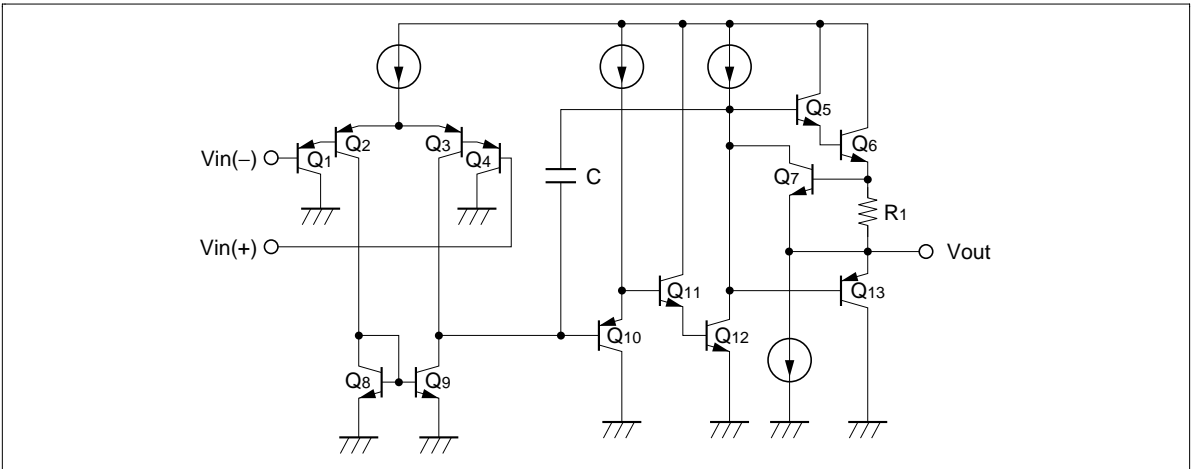 Q5
Q2
Q3
Q6
Vin(−)
Q1
Q4
C
Q7
R1
Vin(+)
Vout
Q11
Q13
Q10
Q12
Q8
Q9